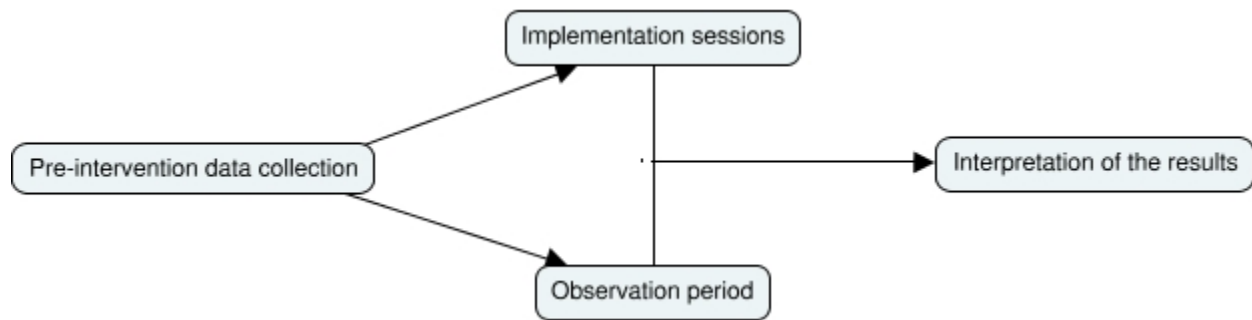 Implementation sessions
Pre-intervention data collection
Interpretation of the results
Observation period